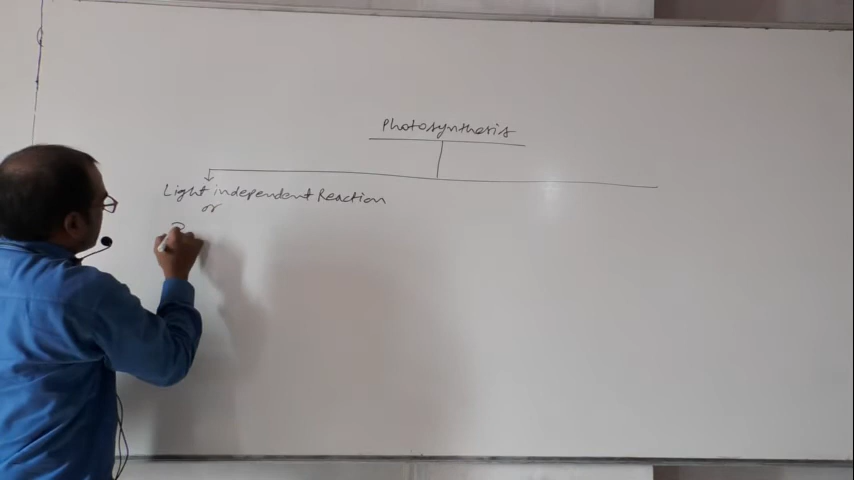 Photosynthesis
Light independent Reaction
or